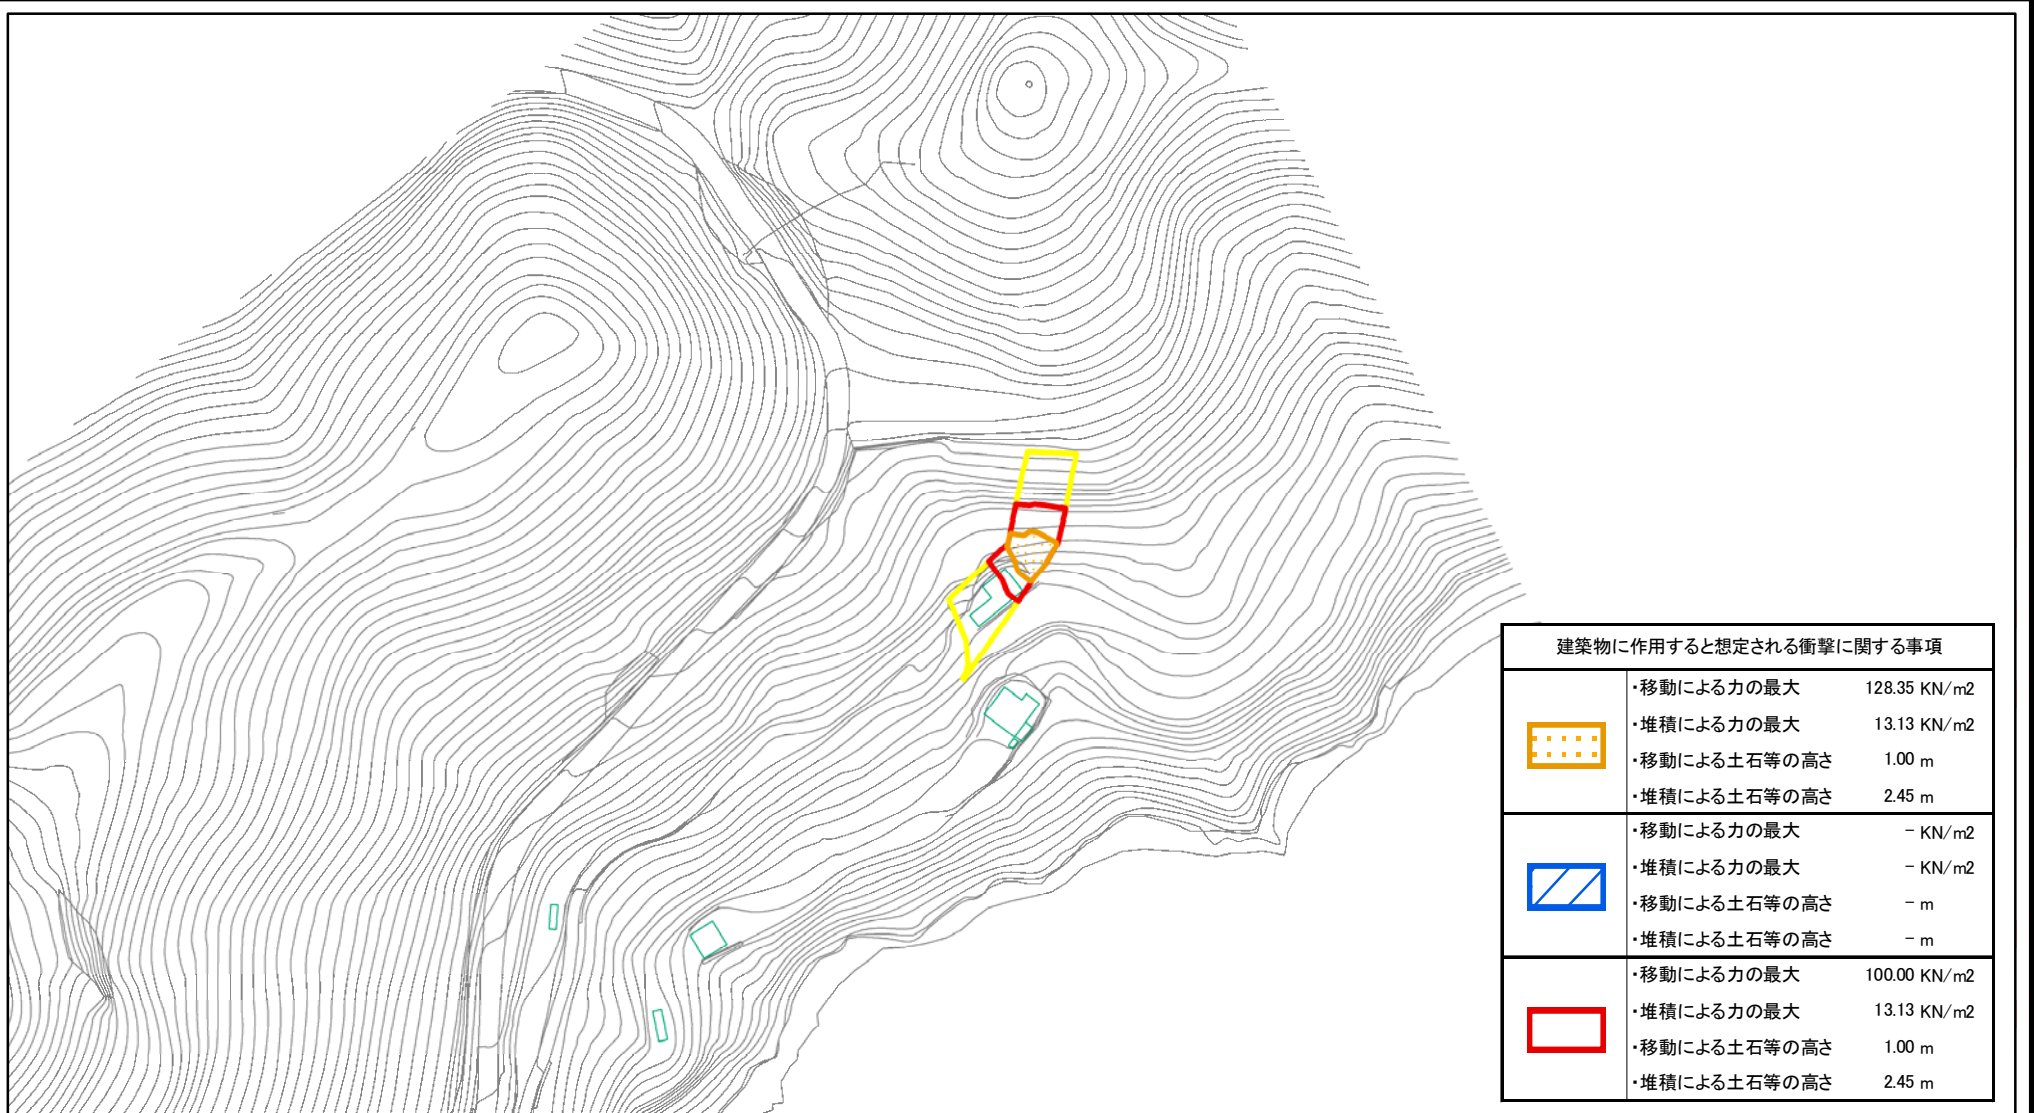 建築物に作用すると想定される衝撃に関する事項
・移動による力の最大 128.35 KN/m2
・堆積による力の最大 13.13 KN/m2
・移動による土石等の高さ 1.00 m
・堆積による土石等の高さ 2.45 m
・移動による力の最大 - KN/m2
・堆積による力の最大 - KN/m2
・移動による土石等の高さ - m
・堆積による土石等の高さ - m
・移動による力の最大 100.00 KN/m2
・堆積による力の最大 13.13 KN/m2
・移動による土石等の高さ 1.00 m
・堆積による土石等の高さ 2.45 m